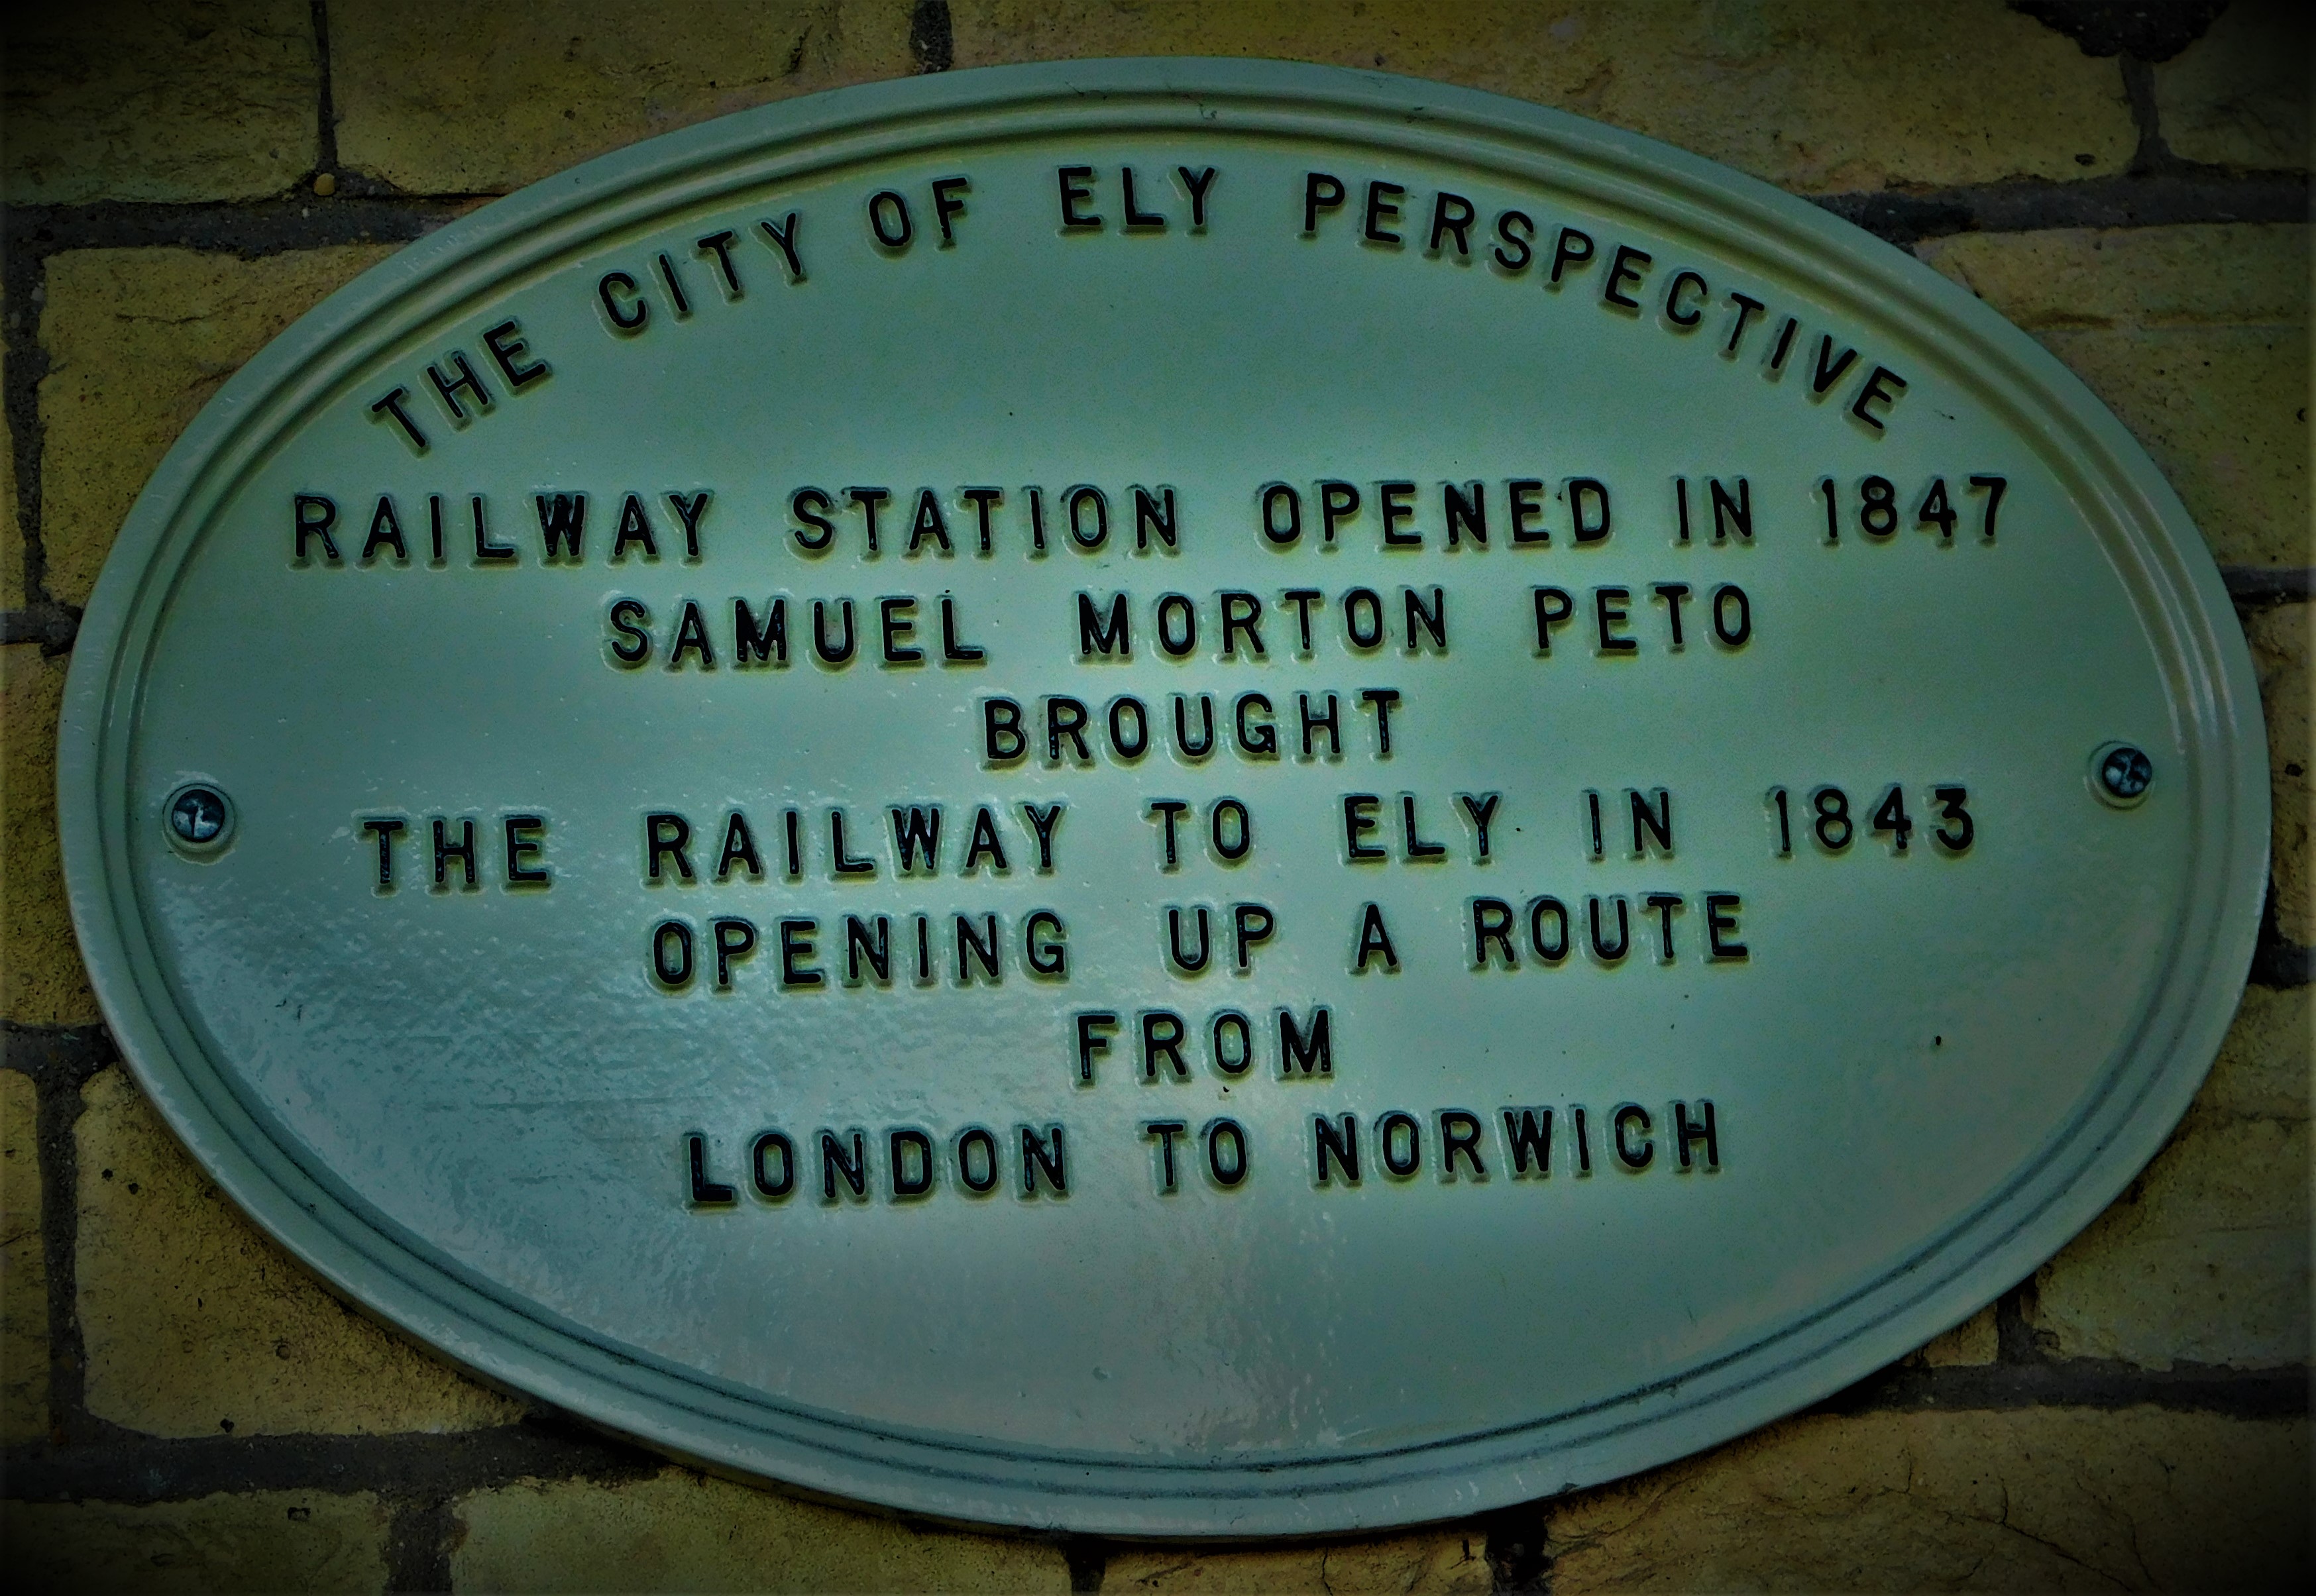 THE CITY OF ELY PERSPECTIVE
RAILWAY STATION OPENED IN 1847
SAMUEL MORTON PETO
BROUGHT
THE RAILWAY TO ELY IN 1843
OPENING UP A ROUTE
FROM
LONDON TO NORWICH